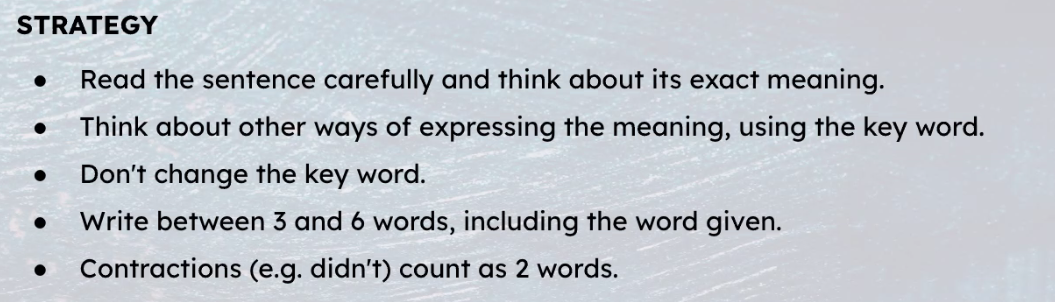 STRATEGY
● Read the sentence carefully and think about its exact meaning.
● Think about other ways of expressing the meaning, using the key word.
● Don't change the key word.
● Write between 3 and 6 words, including the word given.
● Contractions (e.g. didn't) count as 2 words.